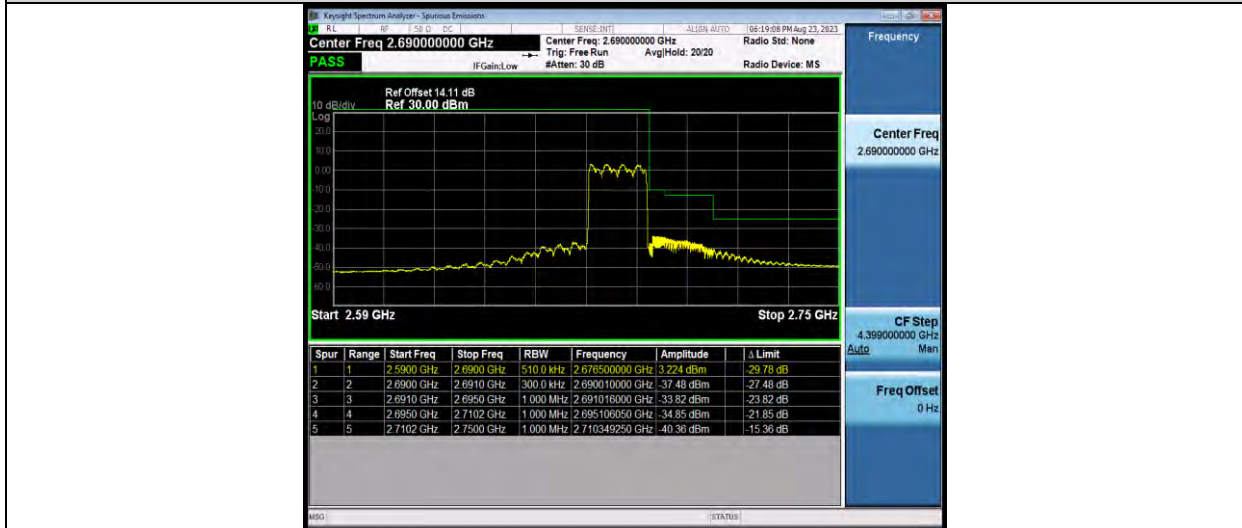 Keysight Spectrum Analyzer - Spurious Emissions
RL RF 50 Ω DC SENSE:INT ALIGN AUTO 06:19:06 PM Aug 23, 2023
Center Freq 2.690000000 GHz Center Freq: 2.690000000 GHz Radio Std: None Frequency
Trig: Free Run Avg|Hold: 20/20
PASS IFGain:Low #Atten: 30 dB Radio Device: MS
Ref Offset 14.11 dB
10 dB/div Ref 30.00 dBm
Log
20.0
10.0
0.00
-10.0
-20.0
-30.0
-40.0
-50.0
-60.0
Start 2.59 GHz Stop 2.75 GHz
Center Freq
2.690000000 GHz
CF Step
4.399000000 GHz
Auto Man
Freq Offset
0 Hz
Spur Range Start Freq Stop Freq RBW Frequency Amplitude Δ Limit
1 1 2.5900 GHz 2.6900 GHz 510.0 kHz 2.676500000 GHz 3.224 dBm -29.78 dB
2 2 2.6900 GHz 2.6910 GHz 300.0 kHz 2.690010000 GHz -37.48 dBm -27.48 dB
3 3 2.6910 GHz 2.6950 GHz 1.000 MHz 2.691016000 GHz -33.82 dBm -23.82 dB
4 4 2.6950 GHz 2.7102 GHz 1.000 MHz 2.695106050 GHz -34.85 dBm -21.85 dB
5 5 2.7102 GHz 2.7500 GHz 1.000 MHz 2.710349250 GHz -40.36 dBm -15.36 dB
MSG STATUS